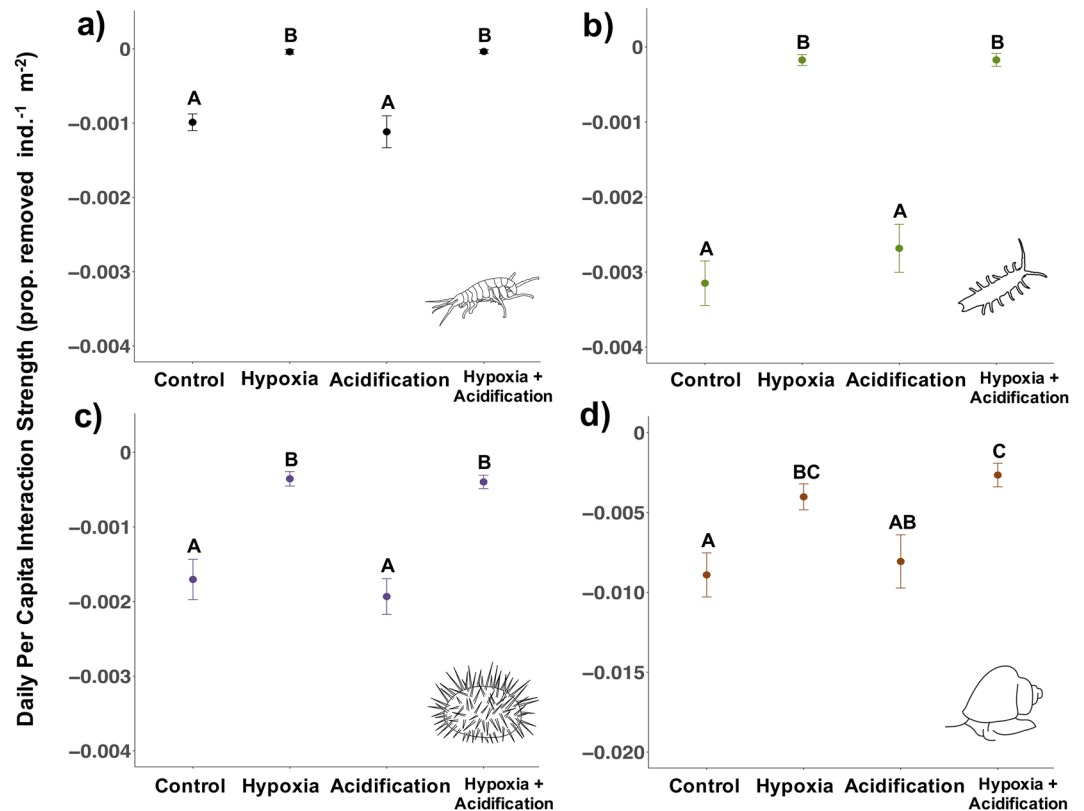 Daily Per Capita Interaction Strength (prop. removed ind.⁻¹ m⁻²)
a)
0
−0.001
−0.002
−0.003
−0.004
A
B
A
B
Control
Hypoxia
Acidification
Hypoxia +
Acidification
b)
0
−0.001
−0.002
−0.003
−0.004
A
B
A
B
Control
Hypoxia
Acidification
Hypoxia +
Acidification
c)
0
−0.001
−0.002
−0.003
−0.004
A
B
A
B
Control
Hypoxia
Acidification
Hypoxia +
Acidification
d)
0
−0.005
−0.010
−0.015
−0.020
A
BC
AB
C
Control
Hypoxia
Acidification
Hypoxia +
Acidification